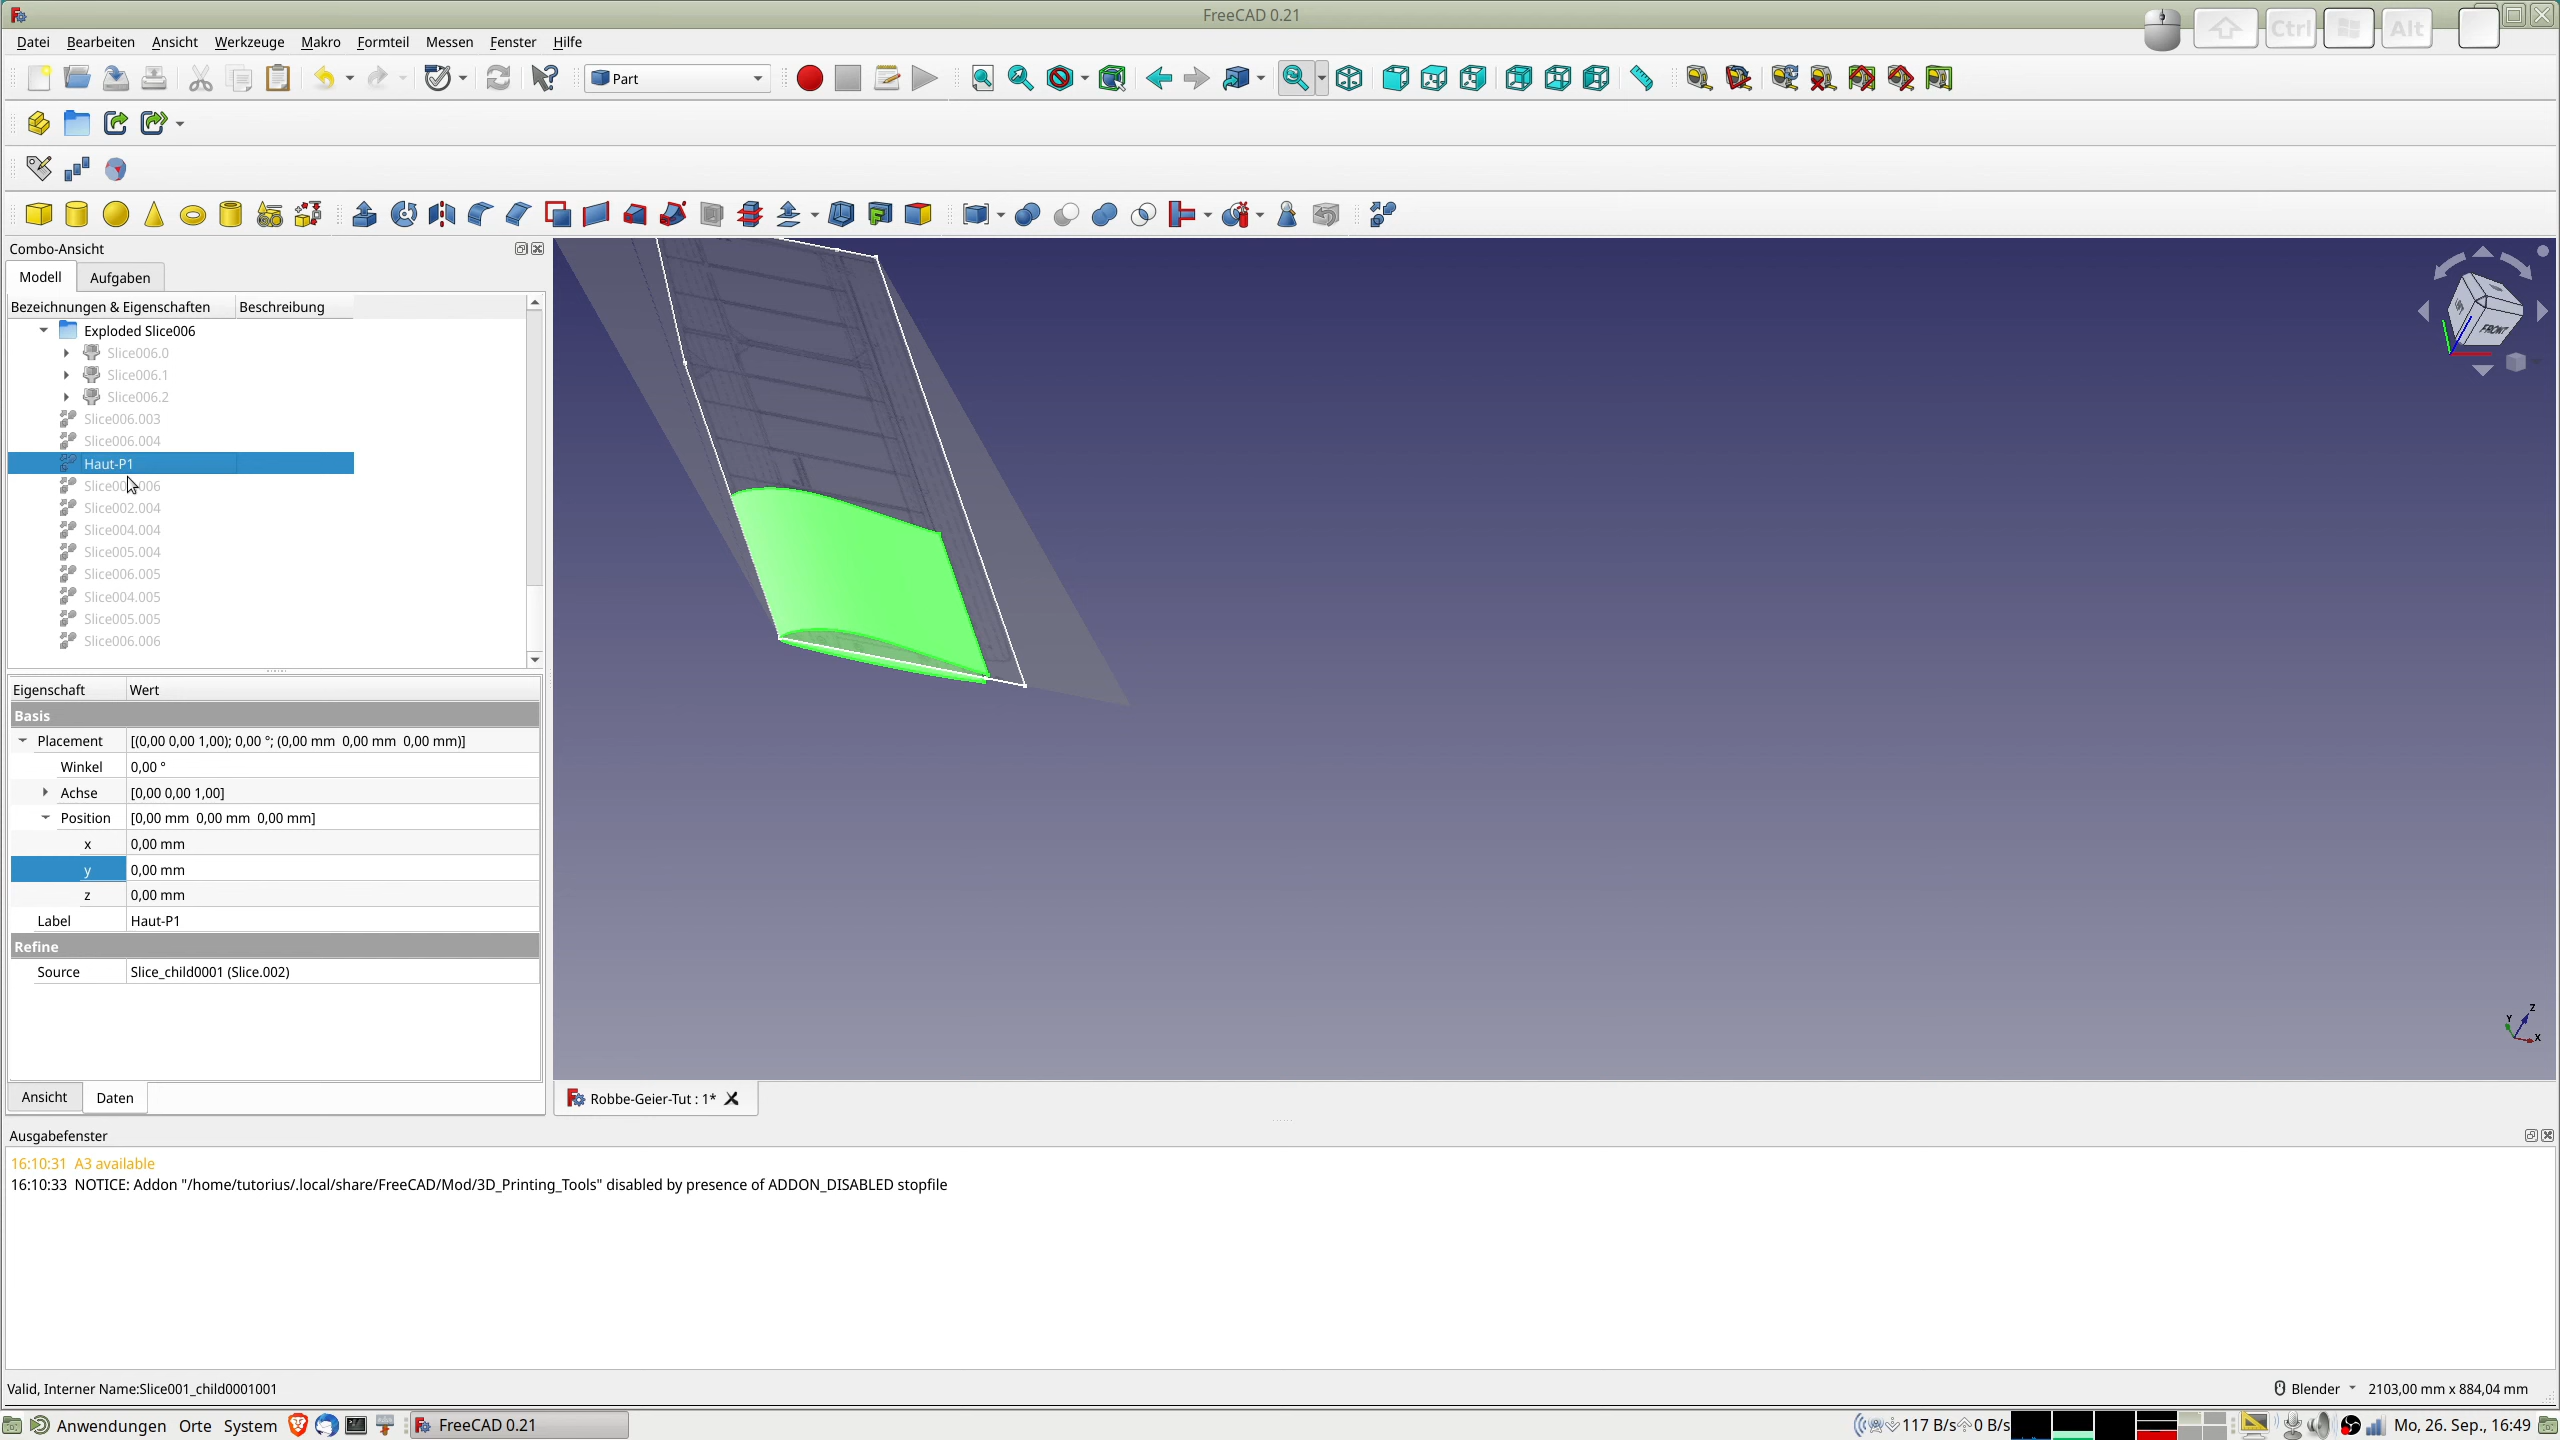 FreeCAD 0.21
Datei Bearbeiten Ansicht Werkzeuge Makro Formteil Messen Fenster Hilfe
Ctrl Alt
Part
Combo-Ansicht
Modell Aufgaben
Bezeichnungen & Eigenschaften Beschreibung
Exploded Slice006
Slice006.0
Slice006.1
Slice006.2
Slice006.003
Slice006.004
Haut-P1
Slice002.004
Slice004.004
Slice005.004
Slice006.005
Slice004.005
Slice005.005
Slice006.006
FRONT
Z
Y
X
Eigenschaft Wert
Basis
Placement [(0,00 0,00 1,00); 0,00 °; (0,00 mm 0,00 mm 0,00 mm)]
Winkel 0,00 °
Achse [0,00 0,00 1,00]
Position [0,00 mm 0,00 mm 0,00 mm]
x 0,00 mm
y 0,00 mm
z 0,00 mm
Label Haut-P1
Refine
Source Slice_child0001 (Slice.002)
Ansicht Daten
Robbe-Geier-Tut : 1*
Ausgabefenster
16:10:31 A3 available
16:10:33 NOTICE: Addon "/home/tutorius/.local/share/FreeCAD/Mod/3D_Printing_Tools" disabled by presence of ADDON_DISABLED stopfile
Valid, Interner Name:Slice001_child0001001
Blender 2103,00 mm x 884,04 mm
Anwendungen Orte System FreeCAD 0.21 117 B/s 0 B/s Mo, 26. Sep., 16:49